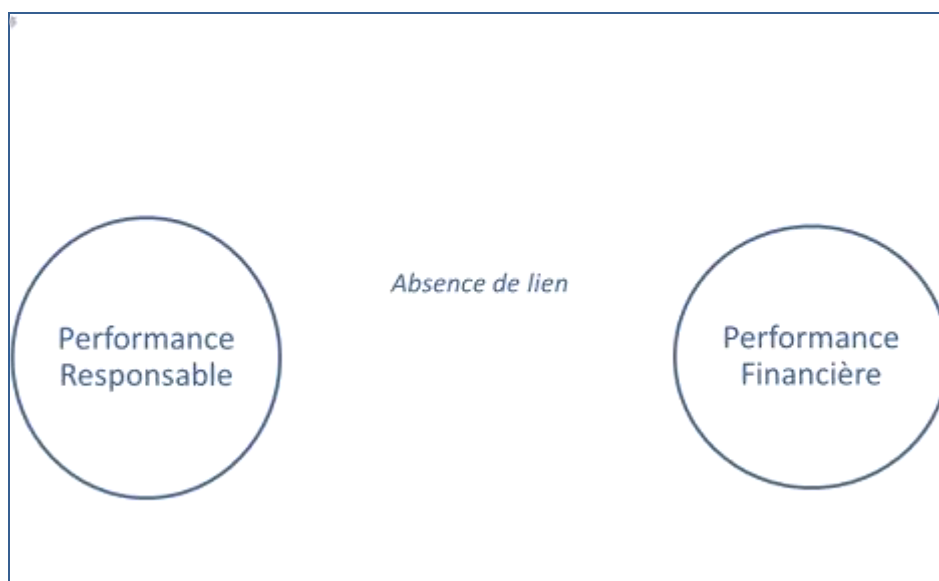 Absence de lien
Performance
Responsable
Performance
Financière